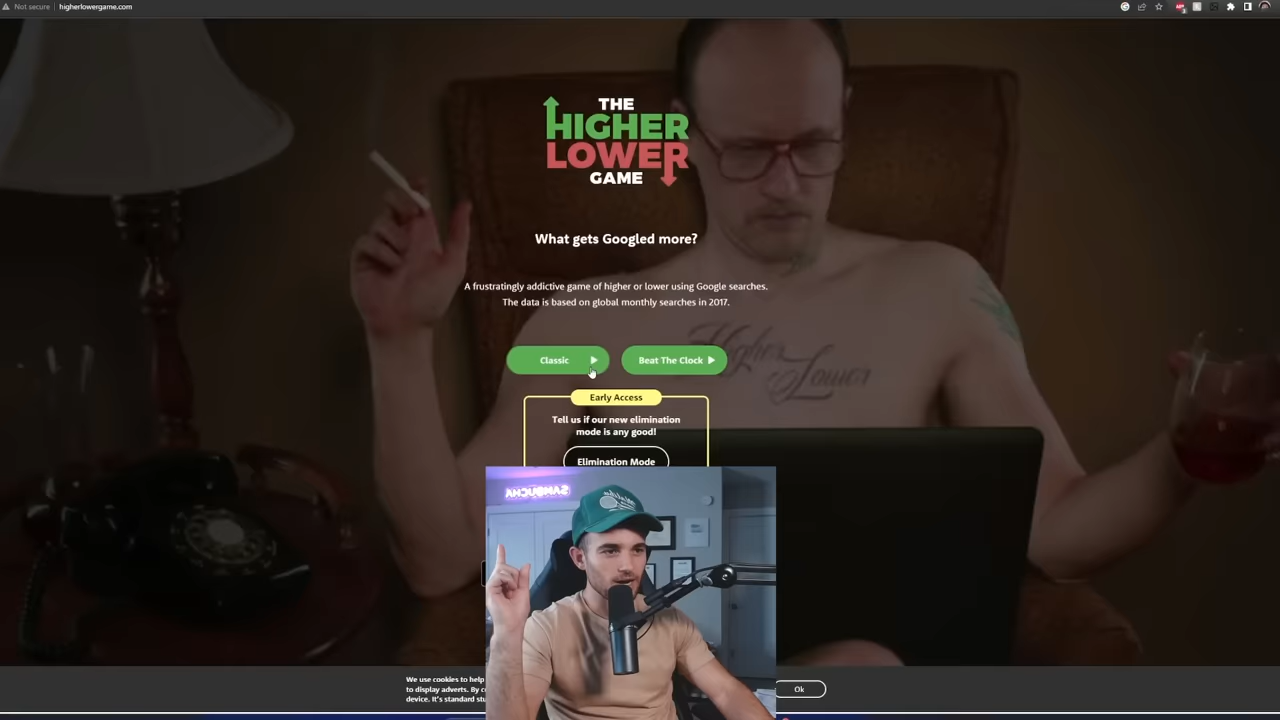 Not secure
higherlowergame.com
THE
HIGHER
LOWER
GAME
What gets Googled more?
A frustratingly addictive game of higher or lower using Google searches.
The data is based on global monthly searches in 2017.
Classic
Beat The Clock
Higher
Lower
Early Access
Tell us if our new elimination
mode is any good!
Elimination Mode
SAMBUCHA
We use cookies to help
to display adverts. By
device. It's standard
Ok